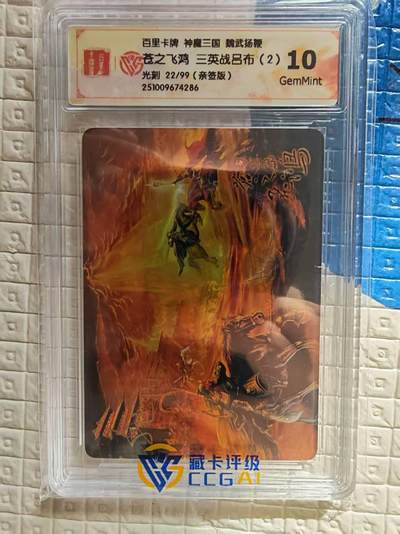 百里卡牌 神魔三国 魏武扬鞭
苍之飞鸿 三英战吕布（2）
光刻 22/99（亲签版）
251009674286
10
GemMint
藏卡评级
CCGAI